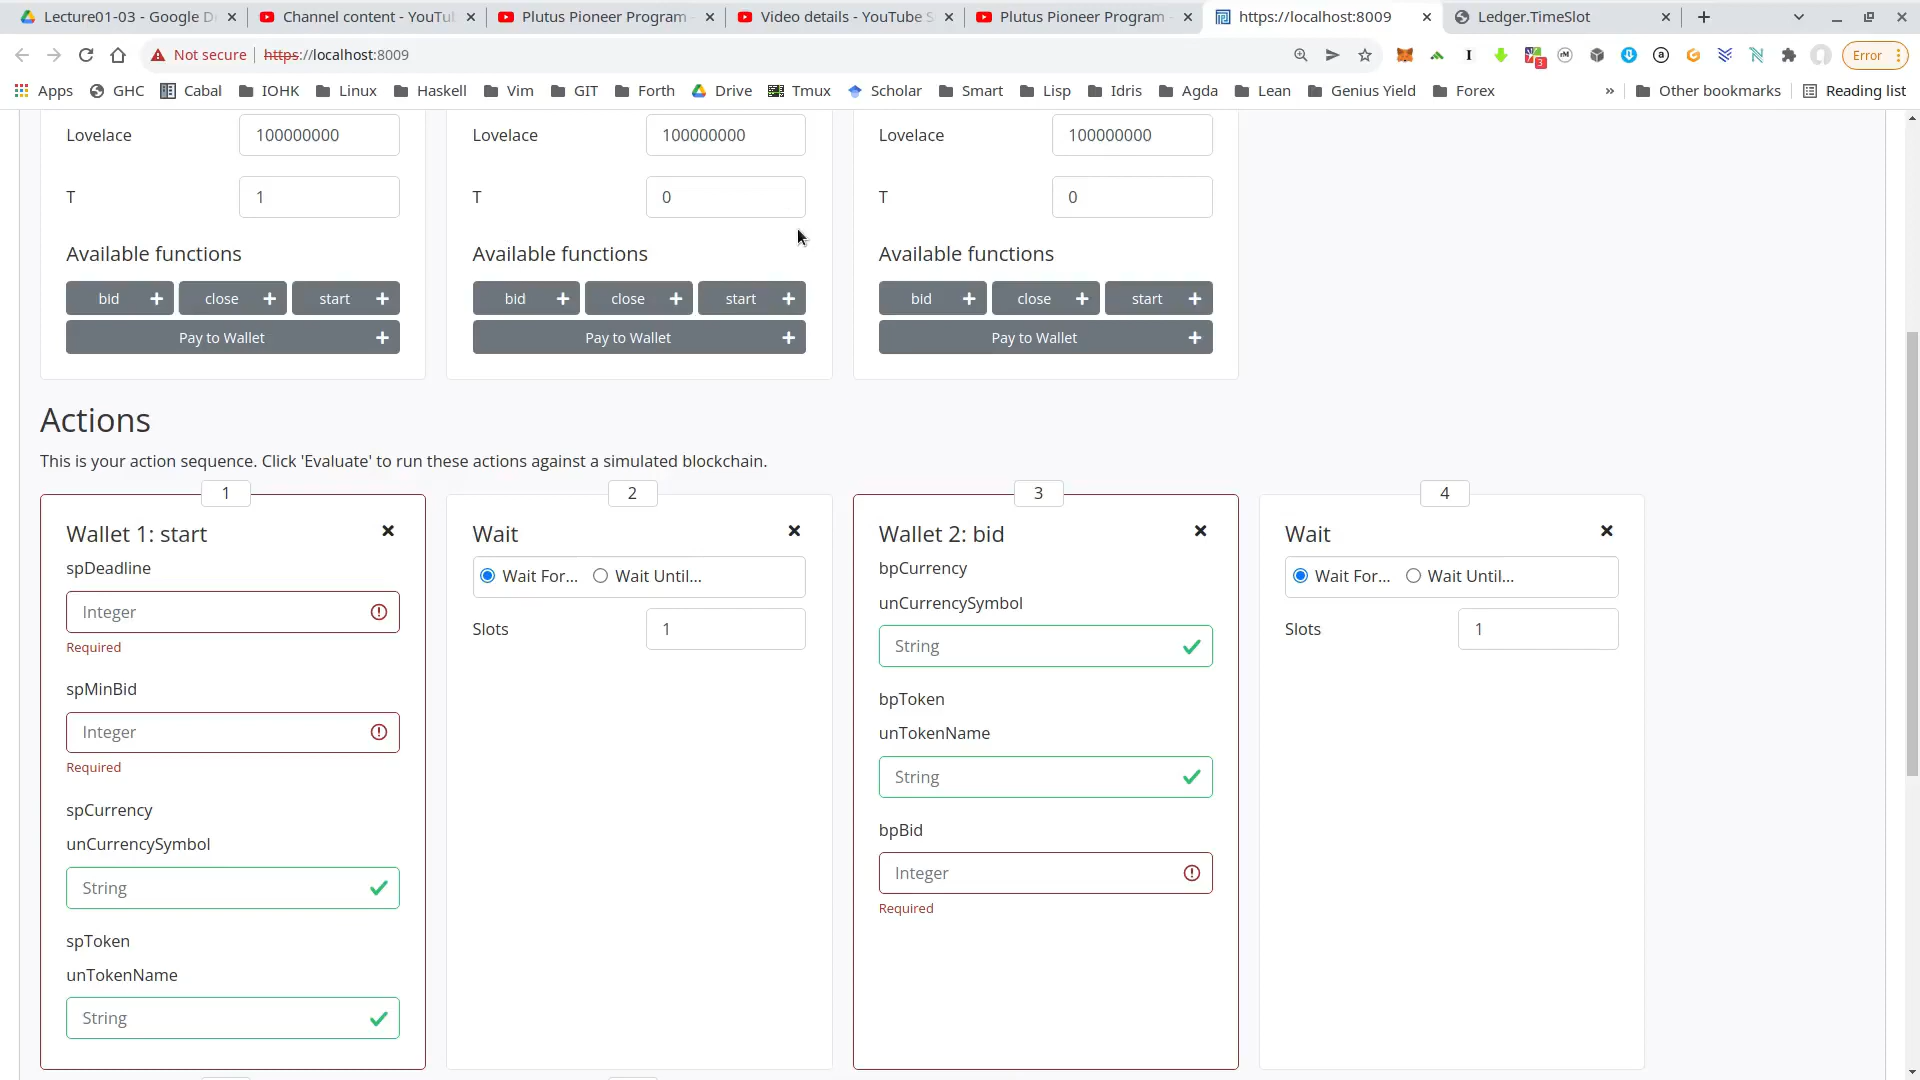 Lecture01-03 - Google D
Channel content - YouTu
Plutus Pioneer Program -
Video details - YouTube S
Plutus Pioneer Program -
https://localhost:8009
Ledger.TimeSlot
Not secure
https://localhost:8009
Error
Apps
GHC
Cabal
IOHK
Linux
Haskell
Vim
GIT
Forth
Drive
Tmux
Scholar
Smart
Lisp
Idris
Agda
Lean
Genius Yield
Forex
»
Other bookmarks
Reading list
Lovelace 100000000
T 1
Available functions
bid + close + start +
Pay to Wallet +
Lovelace 100000000
T 0
Available functions
bid + close + start +
Pay to Wallet +
Lovelace 100000000
T 0
Available functions
bid + close + start +
Pay to Wallet +
Actions
This is your action sequence. Click 'Evaluate' to run these actions against a simulated blockchain.
1
Wallet 1: start
spDeadline
Integer
Required
spMinBid
Integer
Required
spCurrency
unCurrencySymbol
String
spToken
unTokenName
String
2
Wait
Wait For... Wait Until...
Slots 1
3
Wallet 2: bid
bpCurrency
unCurrencySymbol
String
bpToken
unTokenName
String
bpBid
Integer
Required
4
Wait
Wait For... Wait Until...
Slots 1